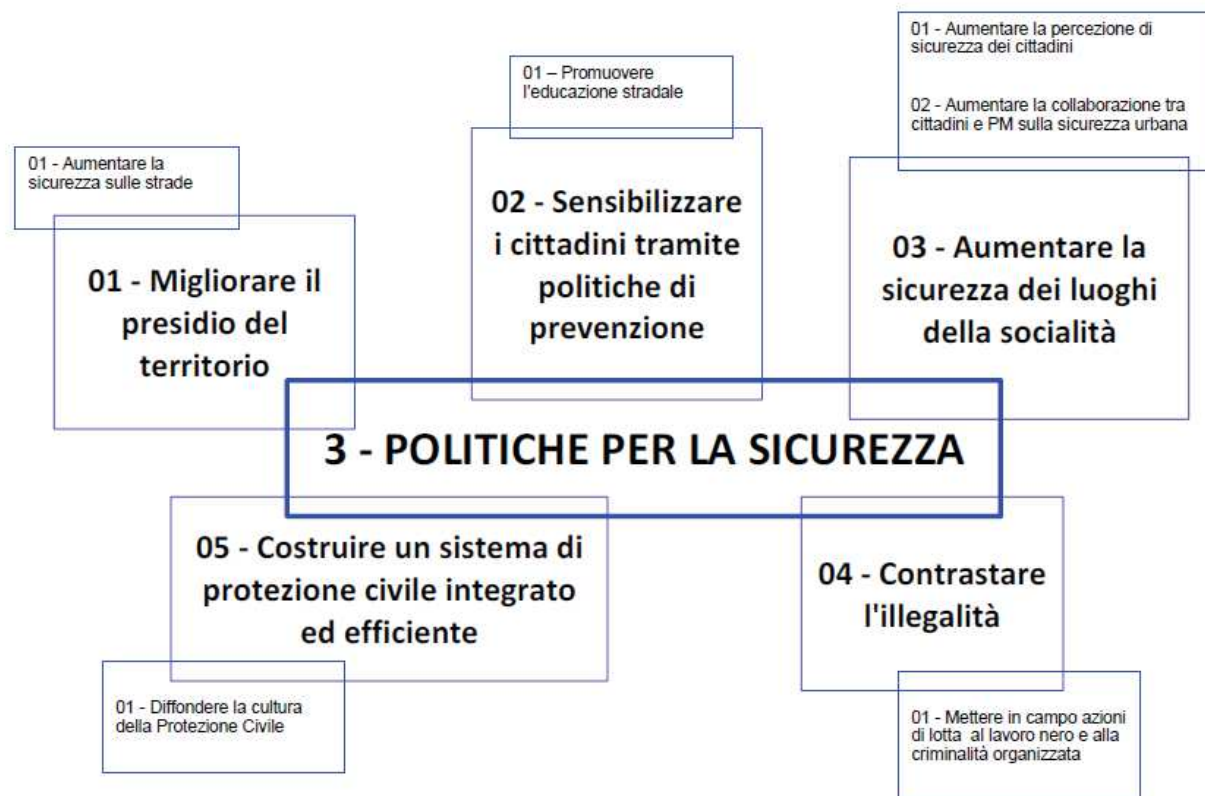 01 - Aumentare la
sicurezza sulle strade
01 - Migliorare il
presidio del
territorio
01 – Promuovere
l'educazione stradale
02 - Sensibilizzare
i cittadini tramite
politiche di
prevenzione
01 - Aumentare la percezione di
sicurezza dei cittadini
02 - Aumentare la collaborazione tra
cittadini e PM sulla sicurezza urbana
03 - Aumentare la
sicurezza dei luoghi
della socialità
3 - POLITICHE PER LA SICUREZZA
05 - Costruire un sistema di
protezione civile integrato
ed efficiente
01 - Diffondere la cultura
della Protezione Civile
04 - Contrastare
l'illegalità
01 - Mettere in campo azioni
di lotta al lavoro nero e alla
criminalità organizzata